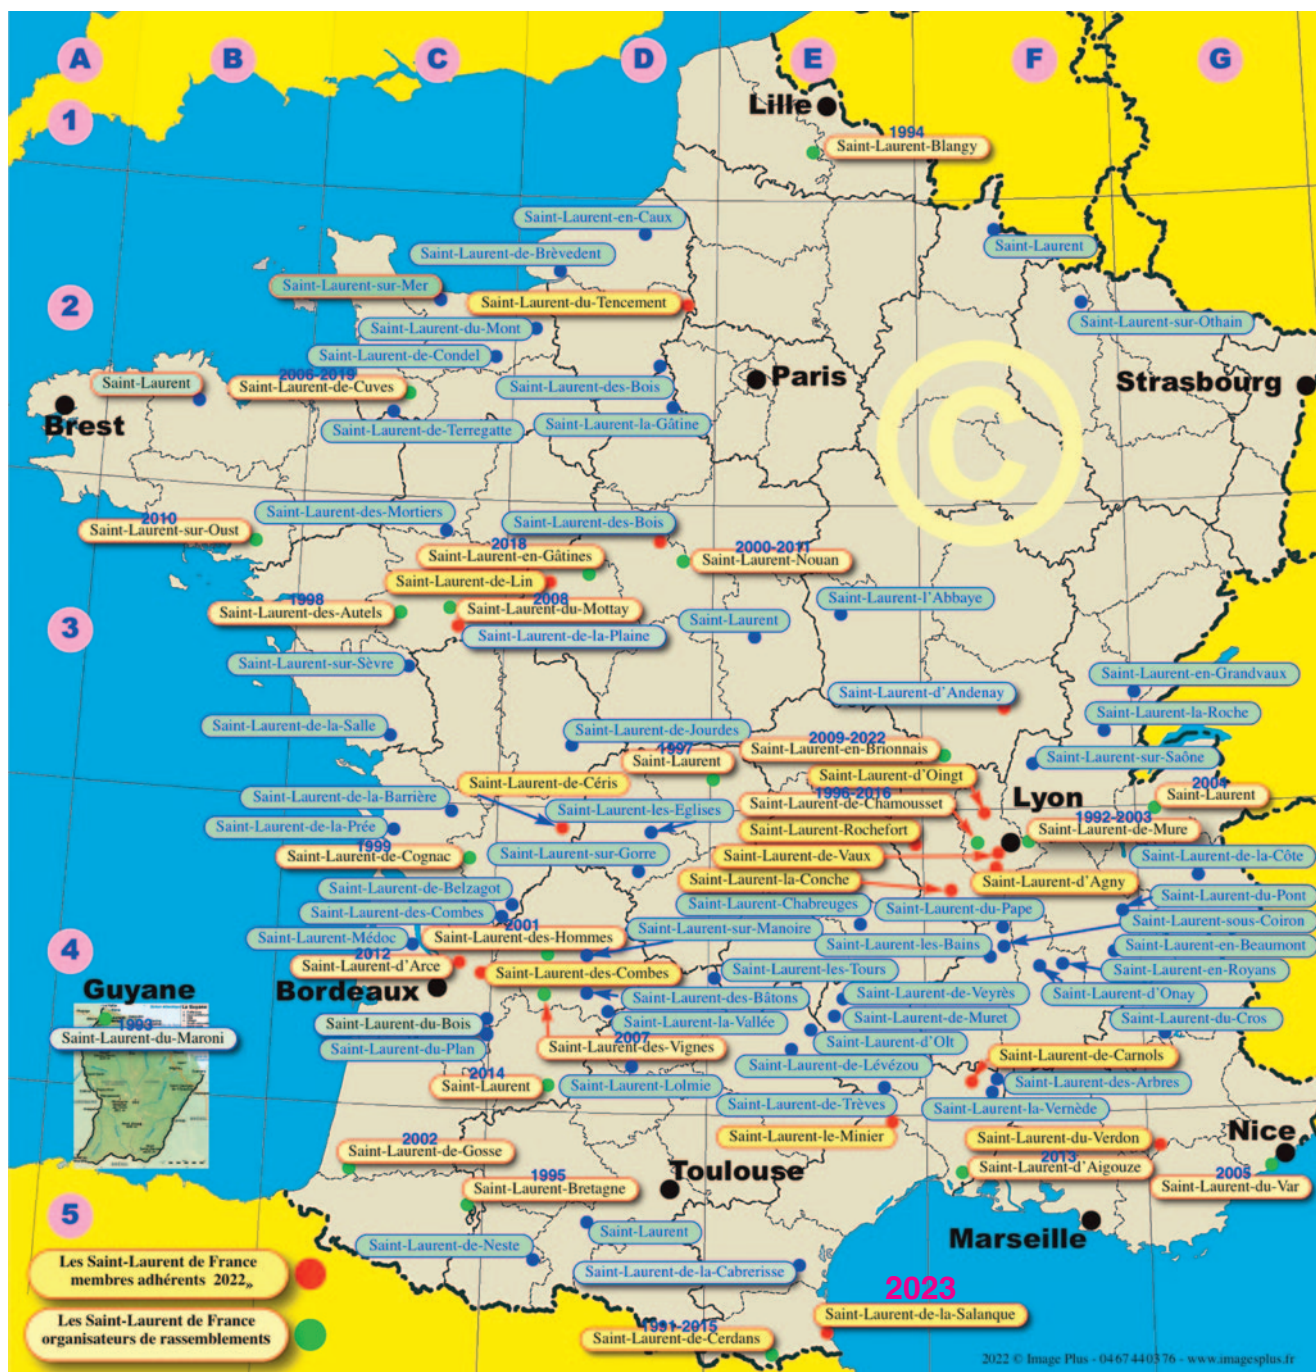 A B C D E F G
1
Lille
1994
Saint-Laurent-Blangy
Saint-Laurent-en-Caux
Saint-Laurent
Saint-Laurent-de-Brèvedent
Saint-Laurent-sur-Mer
Saint-Laurent-du-Tencement
2
Saint-Laurent-sur-Othain
Saint-Laurent-du-Mont
Saint-Laurent-de-Condel
Paris
Strasbourg
Saint-Laurent
2006-2019
Saint-Laurent-de-Cuves
Saint-Laurent-des-Bois
Brest
Saint-Laurent-de-Terregatte
Saint-Laurent-la-Gâtine
©
Saint-Laurent-des-Mortiers
Saint-Laurent-des-Bois
2010
Saint-Laurent-sur-Oust
2018
Saint-Laurent-en-Gâtines
2000-2011
Saint-Laurent-Nouan
Saint-Laurent-de-Lin
Saint-Laurent-l'Abbaye
1998
Saint-Laurent-des-Autels
2008
Saint-Laurent-du-Mottay
Saint-Laurent
3
Saint-Laurent-de-la-Plaine
Saint-Laurent-sur-Sèvre
Saint-Laurent-en-Grandvaux
Saint-Laurent-d'Andenay
Saint-Laurent-la-Roche
Saint-Laurent-de-la-Salle
Saint-Laurent-de-Jourdes
2009-2022
Saint-Laurent-en-Brionnais
Saint-Laurent-sur-Saône
1997
Saint-Laurent
Saint-Laurent-d'Oingt
Saint-Laurent-de-Céris
2004
Saint-Laurent
Saint-Laurent-de-la-Barrière
Saint-Laurent-les-Eglises
1996-2016
Saint-Laurent-de-Chamousset
Lyon
1992-2003
Saint-Laurent-de-Mure
Saint-Laurent-de-la-Prée
Saint-Laurent-Rochefort
1999
Saint-Laurent-de-Cognac
Saint-Laurent-sur-Gorre
Saint-Laurent-de-Vaux
Saint-Laurent-de-la-Côte
Saint-Laurent-la-Conche
Saint-Laurent-d'Agny
Saint-Laurent-de-Belzagot
Saint-Laurent-du-Pont
Saint-Laurent-des-Combes
Saint-Laurent-Chabreuges
Saint-Laurent-du-Pape
Saint-Laurent-sous-Coiron
2001
Saint-Laurent-des-Hommes
Saint-Laurent-sur-Manoire
Saint-Laurent-Médoc
Saint-Laurent-les-Bains
Saint-Laurent-en-Beaumont
4
2012
Saint-Laurent-d'Arce
Saint-Laurent-des-Combes
Saint-Laurent-les-Tours
Saint-Laurent-en-Royans
Guyane
Bordeaux
Saint-Laurent-des-Bâtons
Saint-Laurent-de-Veyrès
Saint-Laurent-d'Onay
Saint-Laurent-du-Bois
Saint-Laurent-la-Vallée
Saint-Laurent-de-Muret
Saint-Laurent-du-Cros
1993
Saint-Laurent-du-Maroni
Saint-Laurent-du-Plan
2007
Saint-Laurent-des-Vignes
Saint-Laurent-d'Olt
Saint-Laurent-de-Carnols
Saint-Laurent-de-Lévézou
2014
Saint-Laurent
Saint-Laurent-Lolmie
Saint-Laurent-des-Arbres
Saint-Laurent-de-Trèves
Saint-Laurent-la-Vernède
Saint-Laurent-le-Minier
Saint-Laurent-du-Verdon
Nice
2002
Saint-Laurent-de-Gosse
2013
Saint-Laurent-d'Aigouze
Toulouse
1995
Saint-Laurent-Bretagne
2005
Saint-Laurent-du-Var
5
Saint-Laurent
Marseille
Saint-Laurent-de-Neste
Les Saint-Laurent de France
membres adhérents 2022„
Saint-Laurent-de-la-Cabrerisse
2023
Saint-Laurent-de-la-Salanque
Les Saint-Laurent de France
organisateurs de rassemblements
1991-2015
Saint-Laurent-de-Cerdans
2022 © Image Plus - 0467440376 - www.imagesplus.fr